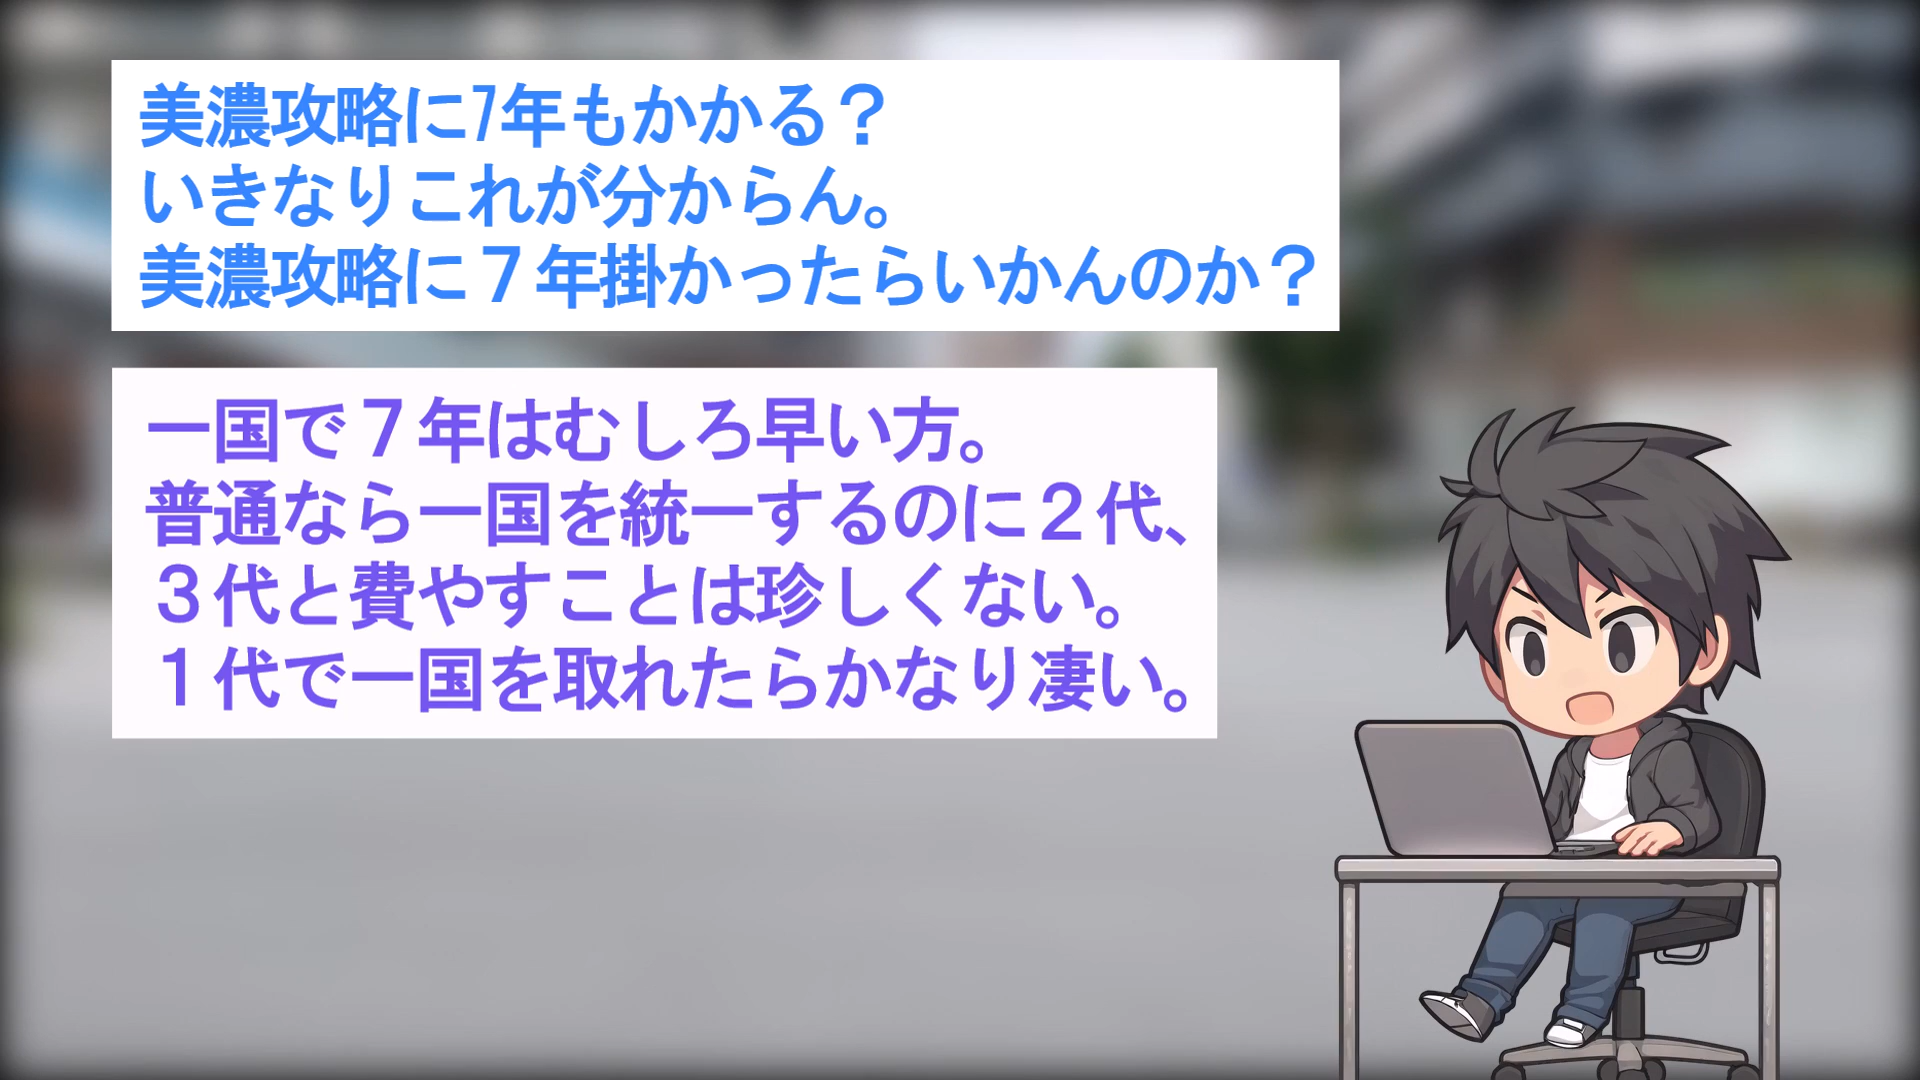 美濃攻略に7年もかかる？
いきなりこれが分からん。
美濃攻略に７年掛かったらいかんのか？
一国で７年はむしろ早い方。
普通なら一国を統一するのに２代、
３代と費やすことは珍しくない。
１代で一国を取れたらかなり凄い。